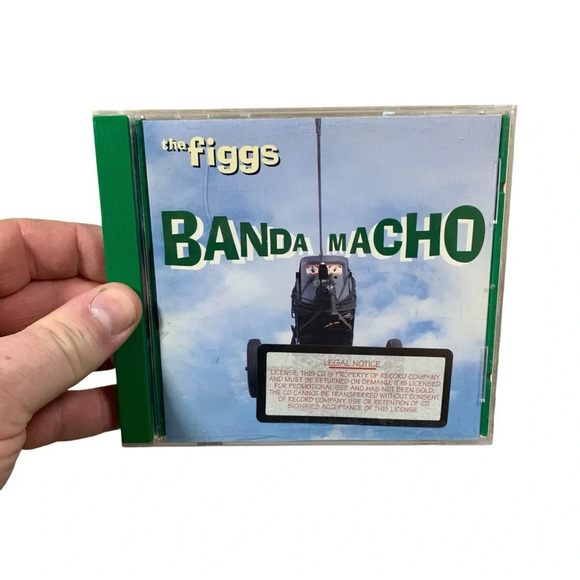 the figgs
BANDA MACHO
LEGAL NOTICE
LICENSE, THIS CD IS PROPERTY OF RECORD COMPANY
AND MUST BE RETURNED ON DEMAND. IT IS LICENSED
FOR PROMOTIONAL USE AND HAS NOT BEEN SOLD.
THE CD CANNOT BE TRANSFERRED WITHOUT CONSENT
OF RECORD COMPANY. USE OR RETENTION OF CD
SIGNIFIES ACCEPTANCE OF THIS LICENSE